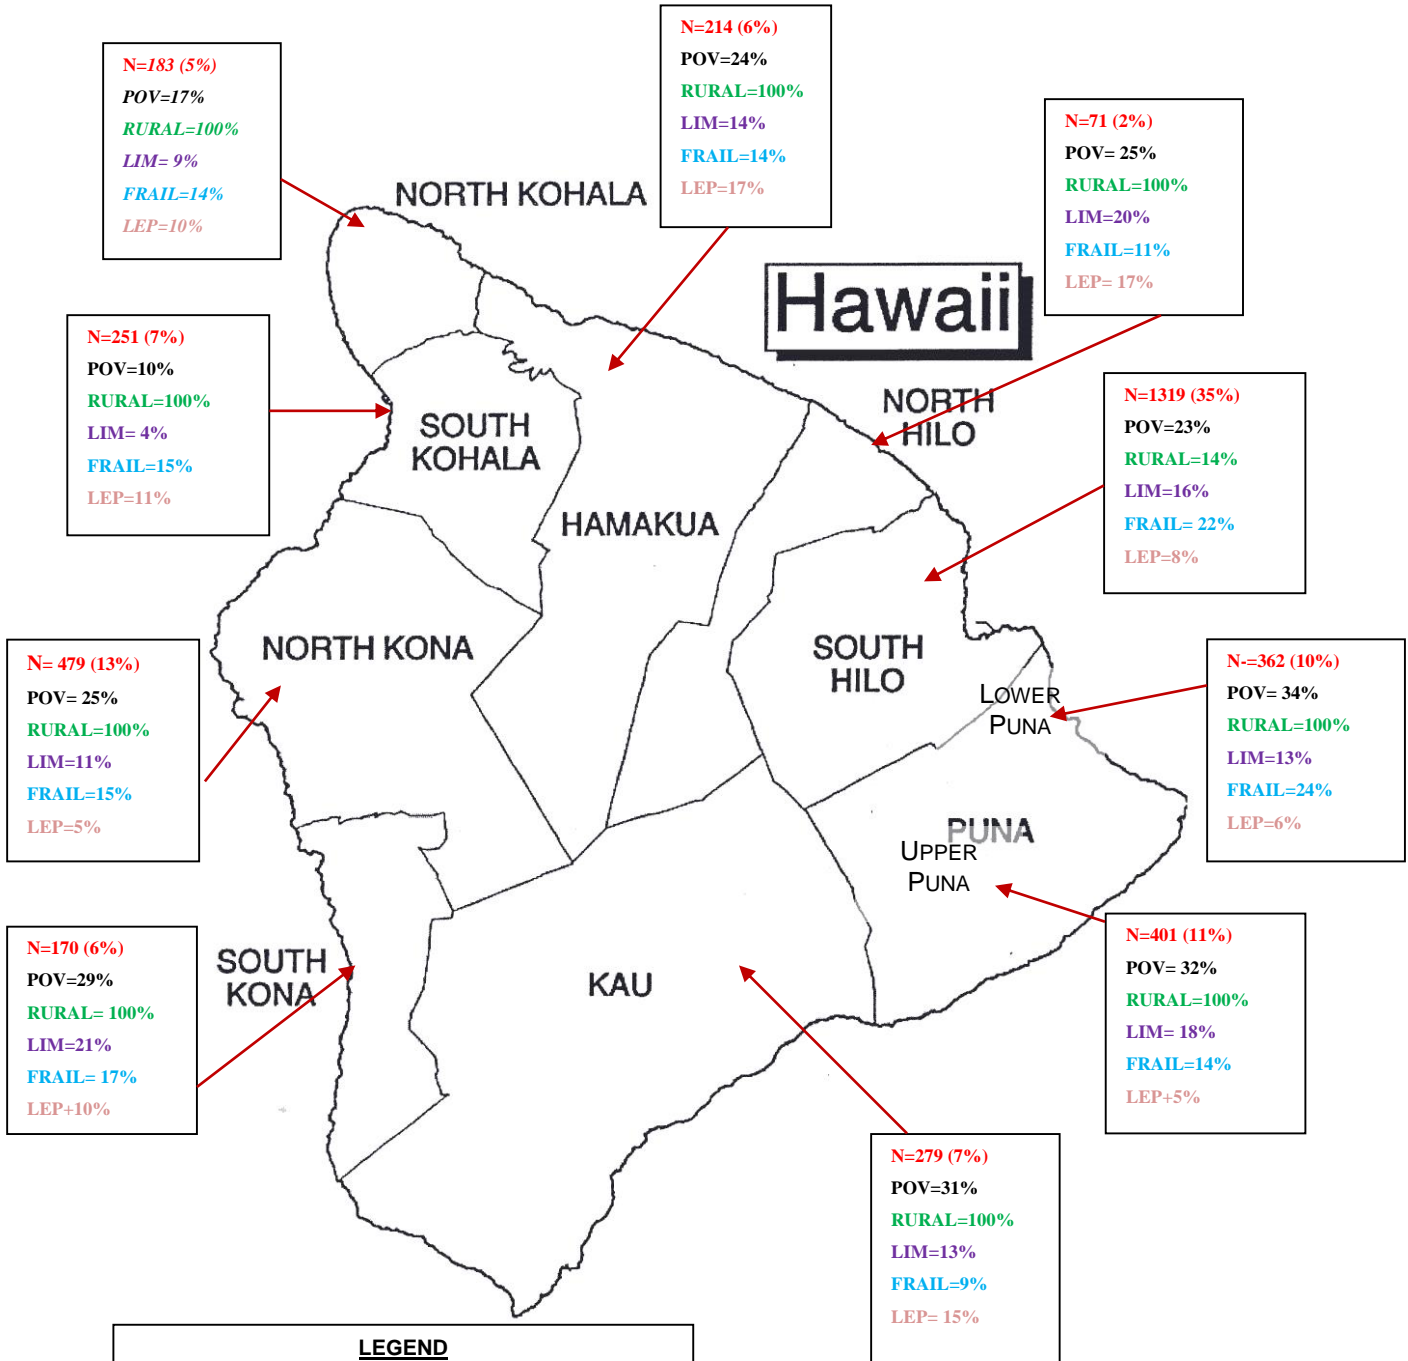 N=183 (5%)
POV=17%
RURAL=100%
LIM= 9%
FRAIL=14%
LEP=10%
N=214 (6%)
POV=24%
RURAL=100%
LIM=14%
FRAIL=14%
LEP=17%
N=71 (2%)
POV= 25%
RURAL=100%
LIM=20%
FRAIL=11%
LEP= 17%
NORTH KOHALA
Hawaii
N=251 (7%)
POV=10%
RURAL=100%
LIM= 4%
FRAIL=15%
LEP=11%
SOUTH
KOHALA
NORTH
HILO
N=1319 (35%)
POV=23%
RURAL=14%
LIM=16%
FRAIL= 22%
LEP=8%
HAMAKUA
NORTH KONA
SOUTH
HILO
N= 479 (13%)
POV= 25%
RURAL=100%
LIM=11%
FRAIL=15%
LEP=5%
LOWER
PUNA
N-=362 (10%)
POV= 34%
RURAL=100%
LIM=13%
FRAIL=24%
LEP=6%
PUNA
UPPER
PUNA
N=170 (6%)
POV=29%
RURAL= 100%
LIM=21%
FRAIL= 17%
LEP+10%
SOUTH
KONA
KAU
N=401 (11%)
POV= 32%
RURAL=100%
LIM= 18%
FRAIL=14%
LEP+5%
N=279 (7%)
POV=31%
RURAL=100%
LIM=13%
FRAIL=9%
LEP= 15%
LEGEND